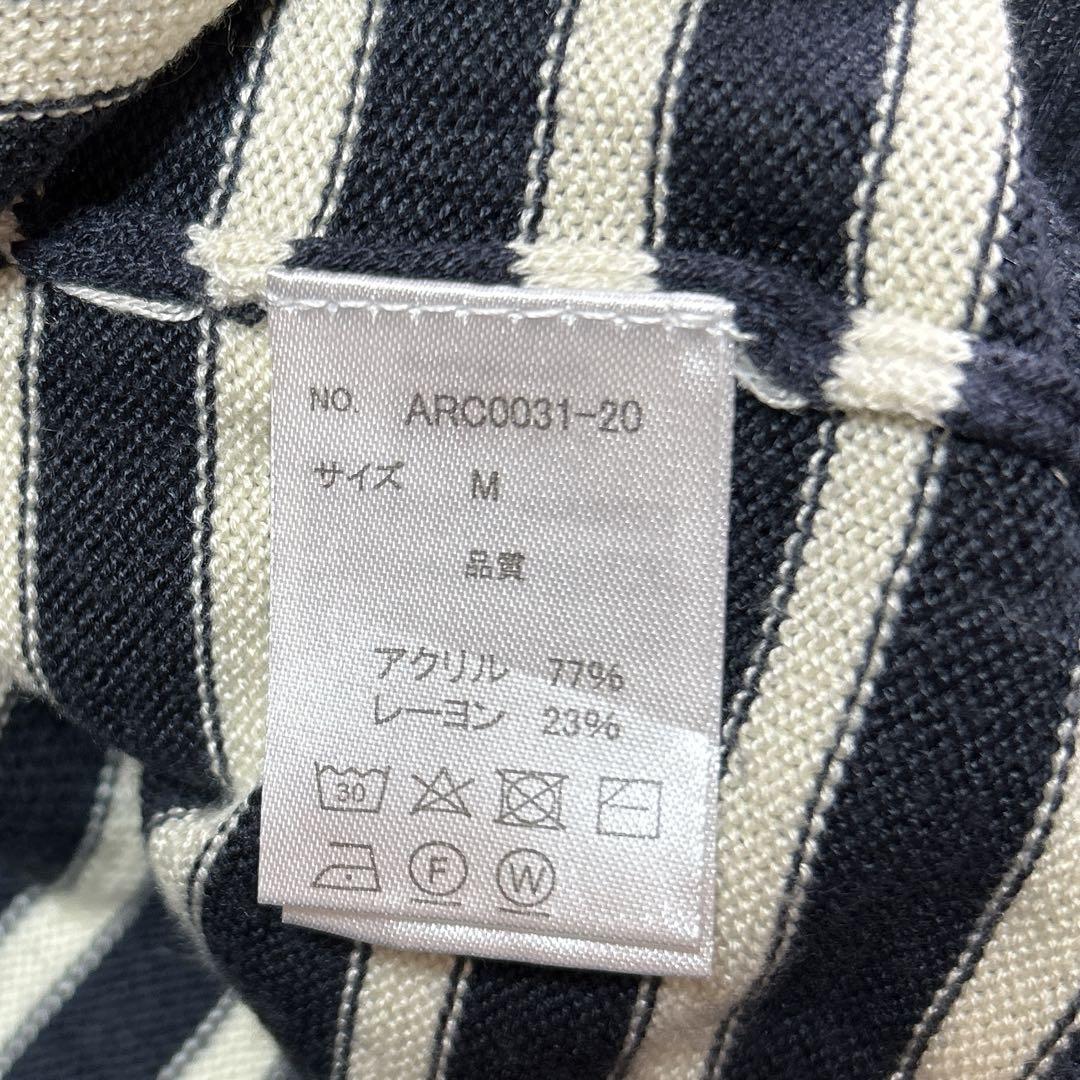 NO. ARC0031-20
サイズ M
品質
アクリル 77%
レーヨン 23%
30
F W